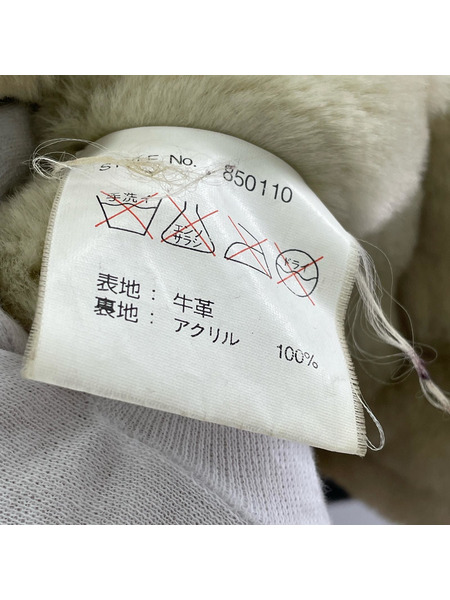 STYLE No. 850110
手洗イ エンソサラシ ドライ
表地: 牛革
裏地: アクリル 100%